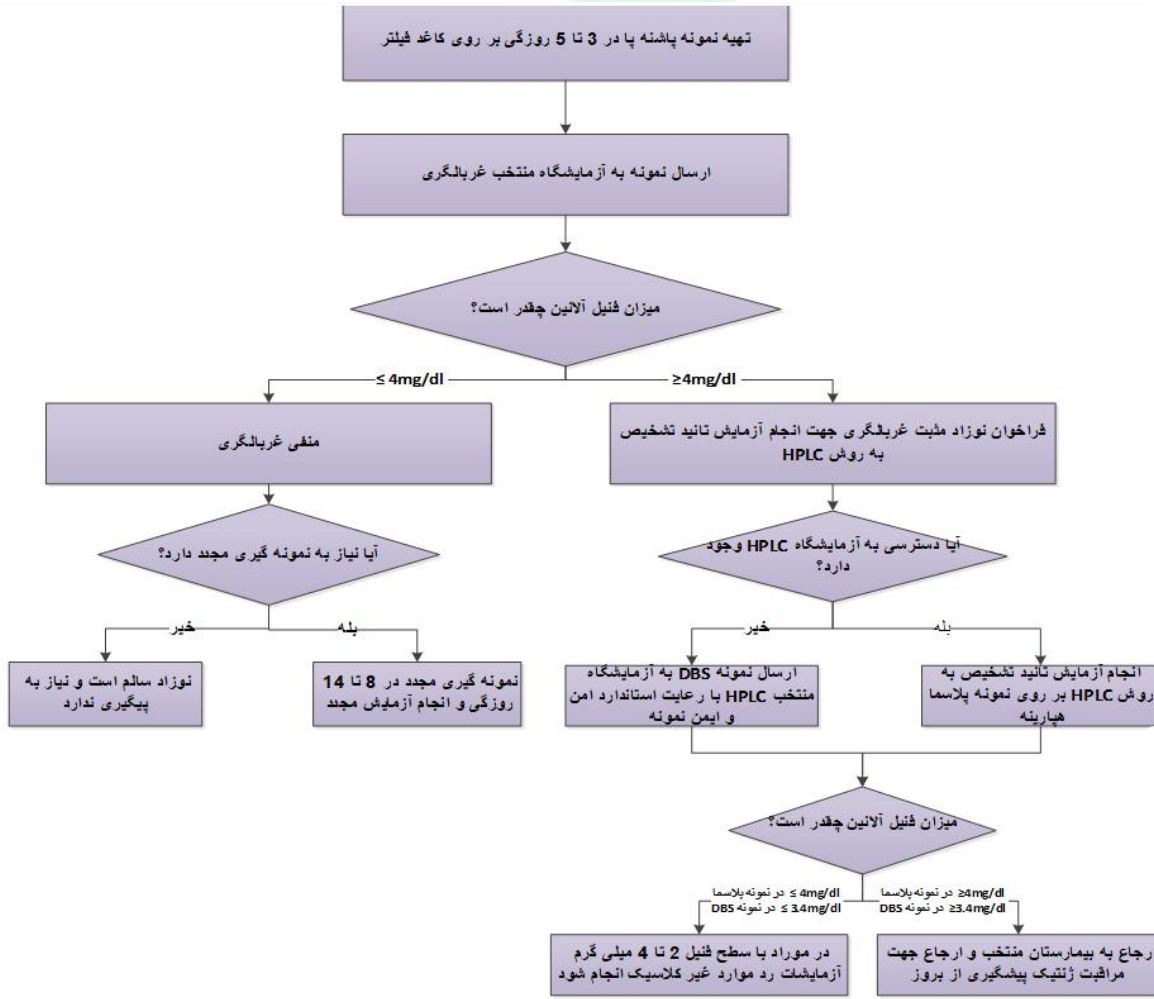 تهیه نمونه پاشنه پا در 3 تا 5 روزگی بر روی کاغذ فیلتر
ارسال نمونه به آزمایشگاه منتخب غربالگری
میزان فنیل آلانین چقدر است؟
≤ 4mg/dl
≥4mg/dl
منفی غربالگری
فراخوان نوزاد مثبت غربالگری جهت انجام آزمایش تائید تشخیص
به روش HPLC
آیا نیاز به نمونه گیری مجدد دارد؟
آیا دسترسی به آزمایشگاه HPLC وجود
دارد؟
خیر
بله
خیر
بله
نوزاد سالم است و نیاز به
پیگیری ندارد
نمونه گیری مجدد در 8 تا 14
روزگی و انجام آزمایش مجدد
ارسال نمونه DBS به آزمایشگاه
منتخب HPLC با رعایت استاندارد امن
و ایمن نمونه
انجام آزمایش تائید تشخیص به
روش HPLC بر روی نمونه پلاسما
هپارینه
میزان فنیل آلانین چقدر است؟
≤ 4mg/dl در نمونه پلاسما
≤ 3.4mg/dl در نمونه DBS
≥4mg/dl در نمونه پلاسما
≥3.4mg/dl در نمونه DBS
در موراد با سطح فنیل 2 تا 4 میلی گرم
آزمایشات رد موارد غیر کلاسیک انجام شود
ارجاع به بیمارستان منتخب و ارجاع جهت
مراقبت ژنتیک پیشگیری از بروز